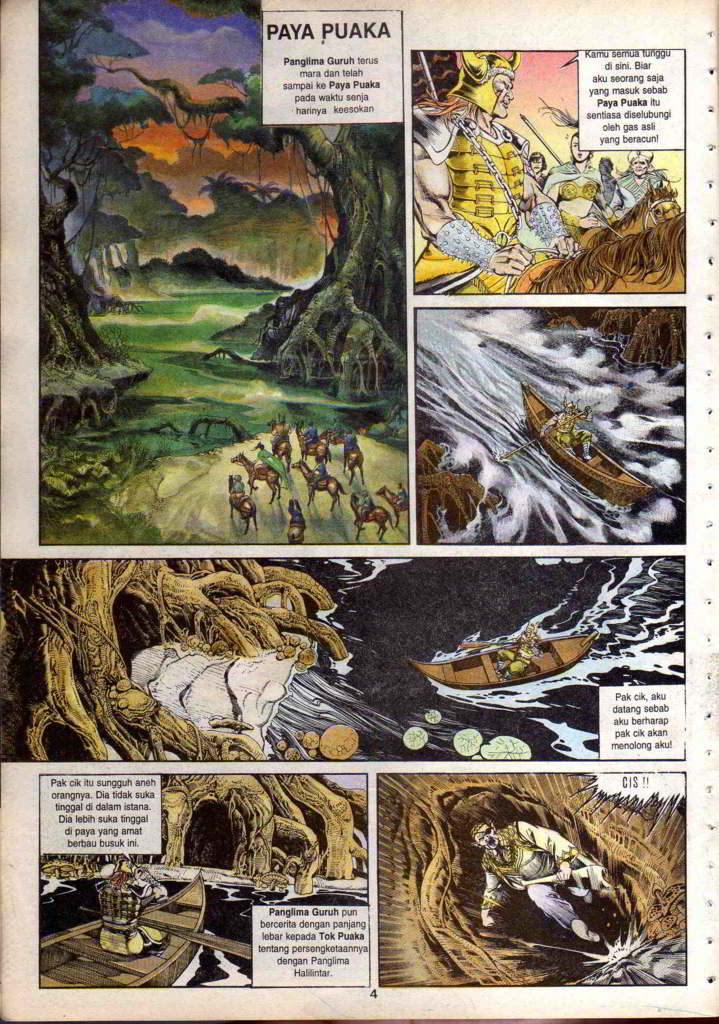 PAYA PUAKA
Panglima Guruh terus
mara dan telah
sampai ke Paya Puaka
pada waktu senja
harinya keesokan
Kamu semua tunggu
di sini. Biar
aku seorang saja
yang masuk sebab
Paya Puaka itu
sentiasa diselubungi
oleh gas asli
yang beracun!
Pak cik, aku
datang sebab
aku berharap
pak cik akan
menolong aku!
Pak cik itu sungguh aneh
orangnya. Dia tidak suka
tinggal di dalam istana.
Dia lebih suka tinggal
di paya yang amat
berbau busuk ini.
Panglima Guruh pun
bercerita dengan panjang
lebar kepada Tok Puaka
tentang persengketaannya
dengan Panglima
Halilintar.
CIS !!
4